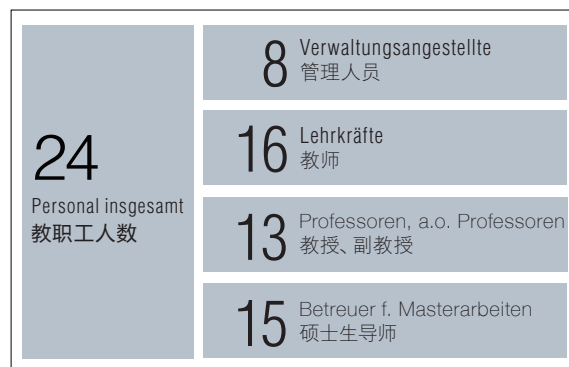 24
Personal insgesamt
教职工人数
8 Verwaltungsangestellte
管理人员
16 Lehrkräfte
教师
13 Professoren, a.o. Professoren
教授、副教授
15 Betreuer f. Masterarbeiten
硕士生导师